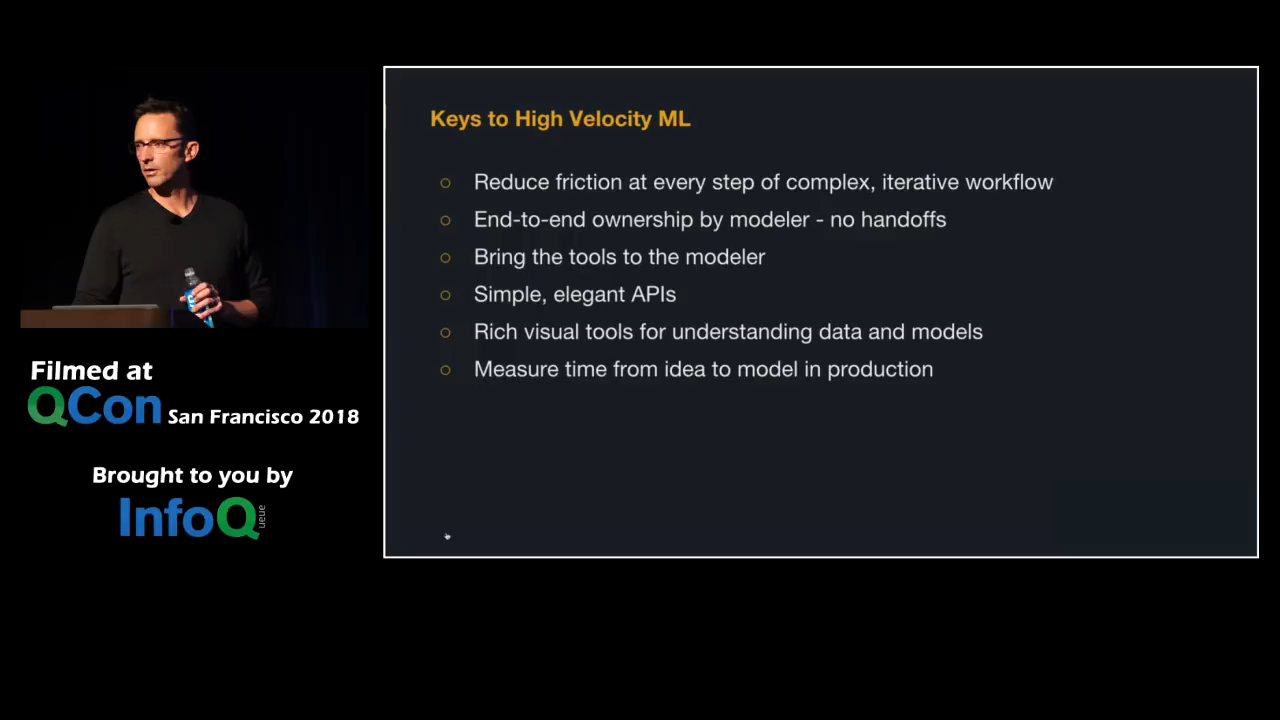 Keys to High Velocity ML
Reduce friction at every step of complex, iterative workflow
End-to-end ownership by modeler - no handoffs
Bring the tools to the modeler
Simple, elegant APIs
Rich visual tools for understanding data and models
Measure time from idea to model in production
Filmed at
QCon San Francisco 2018
Brought to you by
InfoQ
ueue